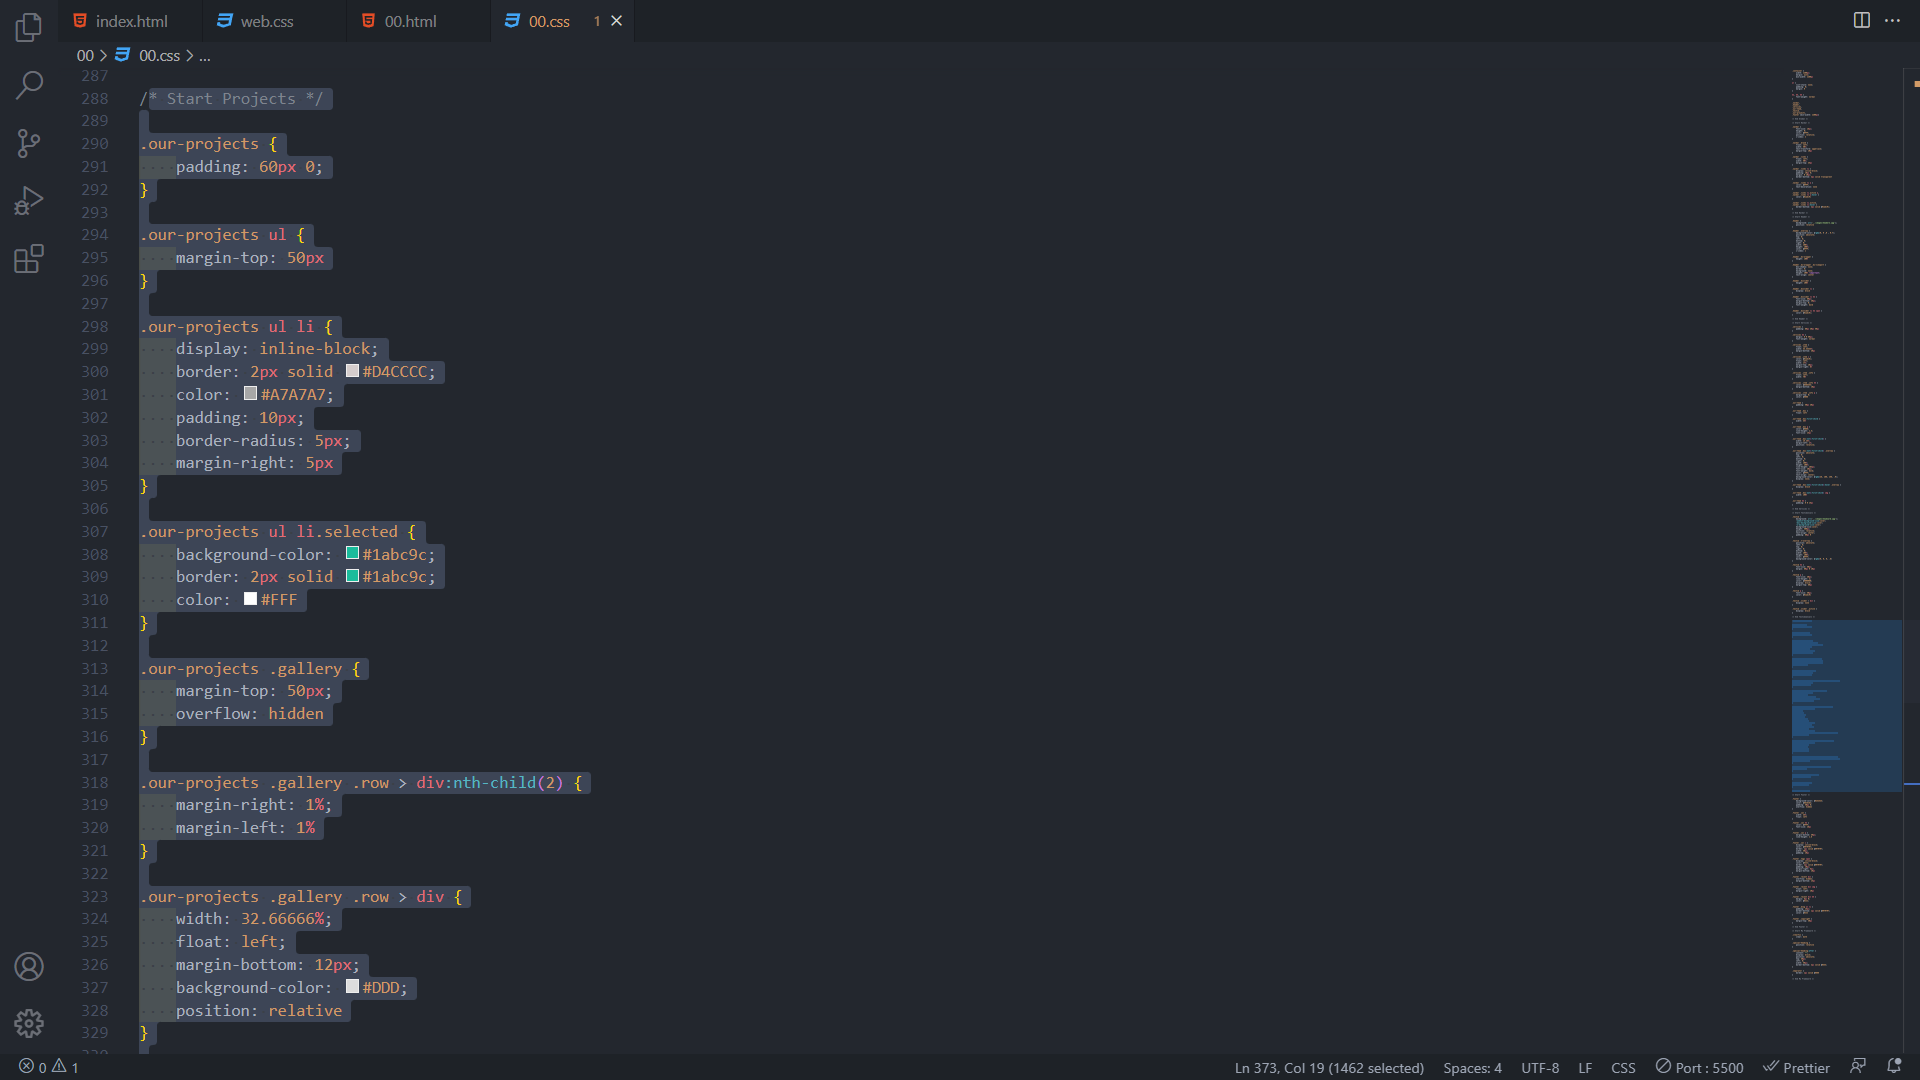 index.html
web.css
00.html
00.css 1
00 > 00.css > ...
287
288 /* Start Projects */
289
290 .our-projects {
291     padding: 60px 0;
292 }
293
294 .our-projects ul {
295     margin-top: 50px
296 }
297
298 .our-projects ul li {
299     display: inline-block;
300     border: 2px solid #D4CCCC;
301     color: #A7A7A7;
302     padding: 10px;
303     border-radius: 5px;
304     margin-right: 5px
305 }
306
307 .our-projects ul li.selected {
308     background-color: #1abc9c;
309     border: 2px solid #1abc9c;
310     color: #FFF
311 }
312
313 .our-projects .gallery {
314     margin-top: 50px;
315     overflow: hidden
316 }
317
318 .our-projects .gallery .row > div:nth-child(2) {
319     margin-right: 1%;
320     margin-left: 1%
321 }
322
323 .our-projects .gallery .row > div {
324     width: 32.66666%;
325     float: left;
326     margin-bottom: 12px;
327     background-color: #DDD;
328     position: relative
329 }
0 1 Ln 373, Col 19 (1462 selected) Spaces: 4 UTF-8 LF CSS Port : 5500 Prettier